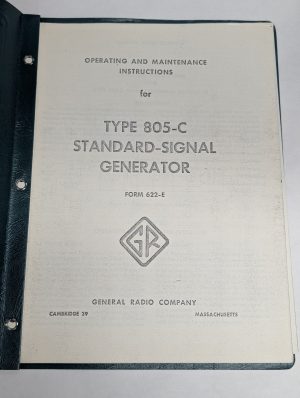 OPERATING AND MAINTENANCE
INSTRUCTIONS
for
TYPE 805-C
STANDARD-SIGNAL
GENERATOR
FORM 622-E
GR
GENERAL RADIO COMPANY
CAMBRIDGE 39 MASSACHUSETTS